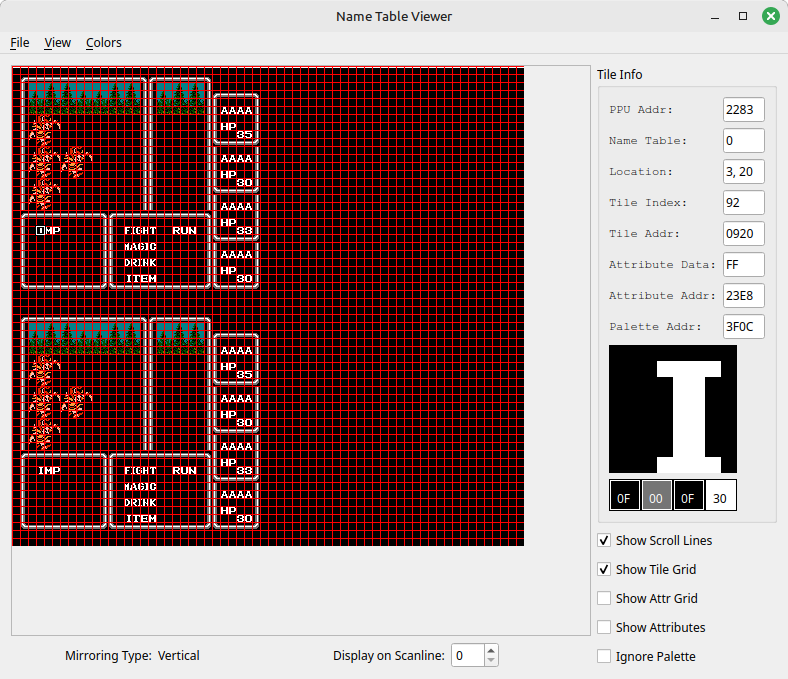 Name Table Viewer
File View Colors
Tile Info
PPU Addr: 2283
Name Table: 0
Location: 3, 20
Tile Index: 92
Tile Addr: 0920
Attribute Data: FF
Attribute Addr: 23E8
Palette Addr: 3F0C
I
0F 00 0F 30
Show Scroll Lines
Show Tile Grid
Show Attr Grid
Show Attributes
Ignore Palette
AAAA
HP
35
AAAA
HP
30
AAAA
HP
33
AAAA
HP
30
IMP
FIGHT RUN
MAGIC
DRINK
ITEM
AAAA
HP
35
AAAA
HP
30
AAAA
HP
33
AAAA
HP
30
IMP
FIGHT RUN
MAGIC
DRINK
ITEM
Mirroring Type: Vertical
Display on Scanline: 0